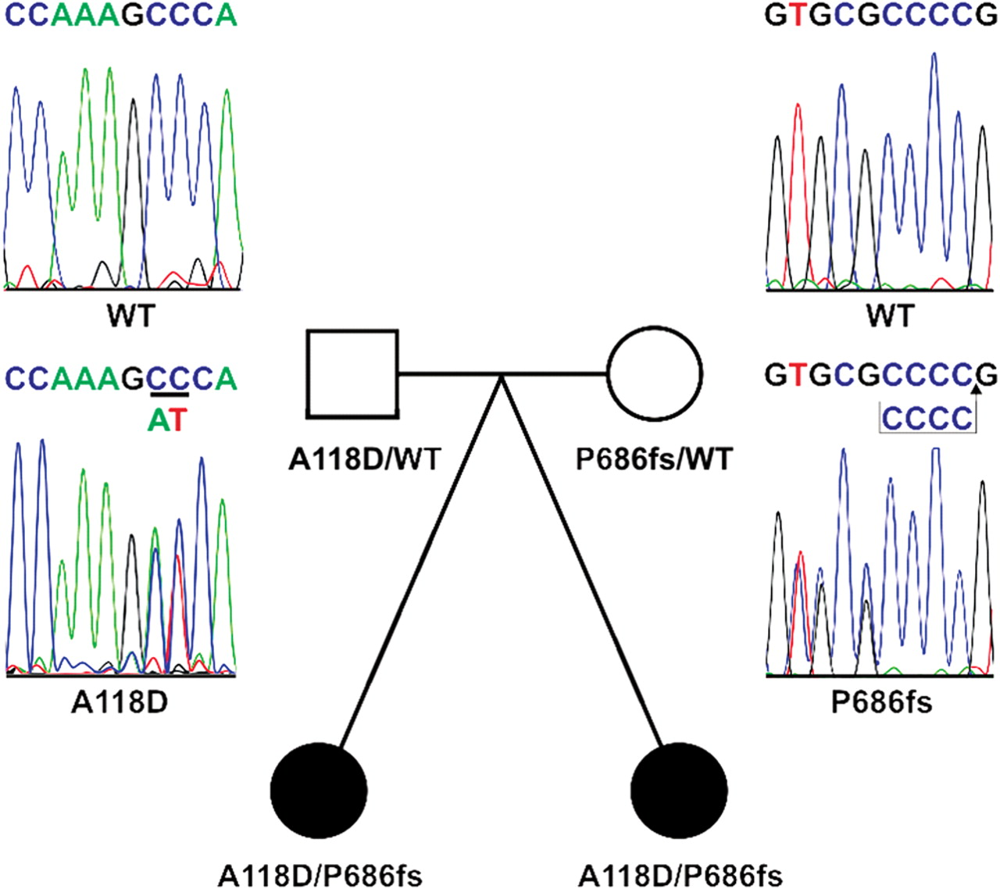 CCAAAGCCCA
WT
GTGCGCCCCG
WT
CCAAAGCCCA
AT
A118D
A118D/WT
P686fs/WT
GTGCGCCCCG
CCCC
P686fs
A118D/P686fs
A118D/P686fs